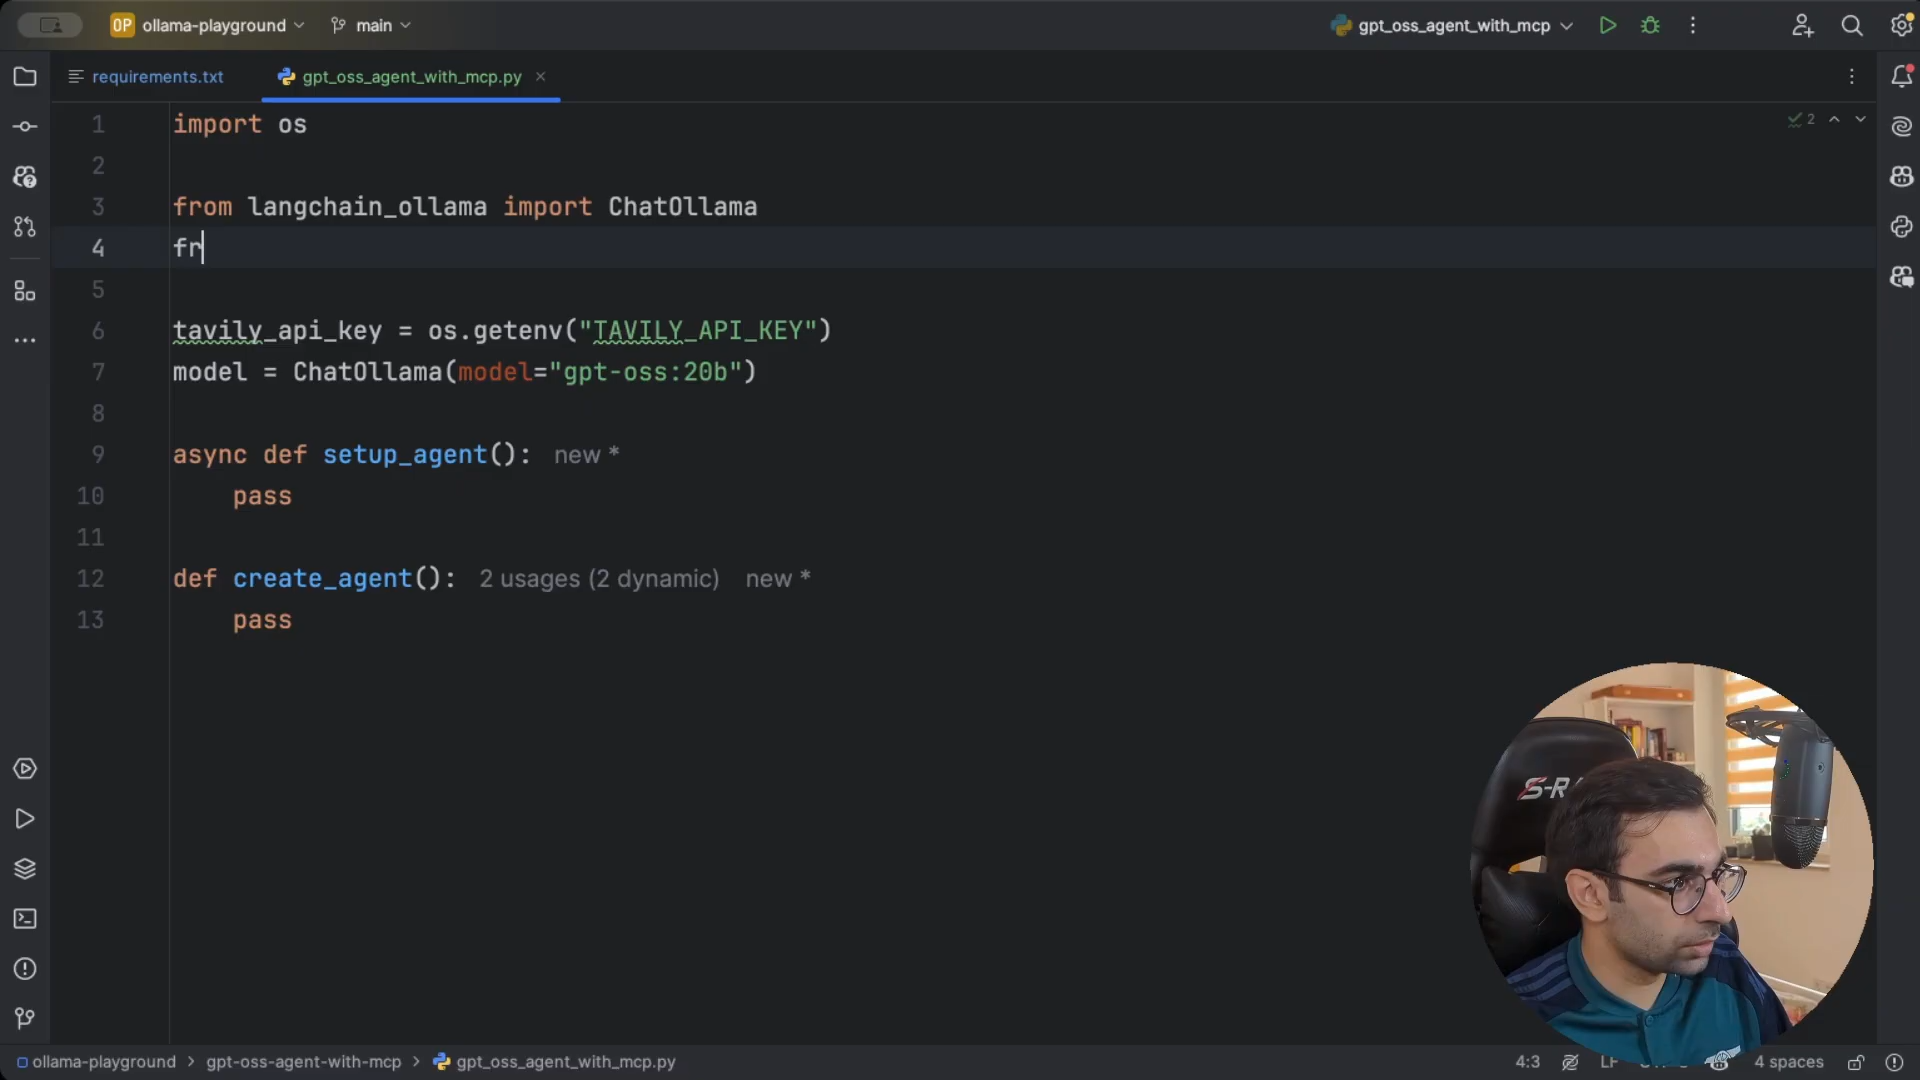 OP ollama-playground main gpt_oss_agent_with_mcp
requirements.txt gpt_oss_agent_with_mcp.py
1 import os
2
3 from langchain_ollama import ChatOllama
4 fr
5
6 tavily_api_key = os.getenv("TAVILY_API_KEY")
7 model = ChatOllama(model="gpt-oss:20b")
8
9 async def setup_agent(): new *
10 pass
11
12 def create_agent(): 2 usages (2 dynamic) new *
13 pass
2
S-R
ollama-playground > gpt-oss-agent-with-mcp > gpt_oss_agent_with_mcp.py 4:3 LF 4 spaces